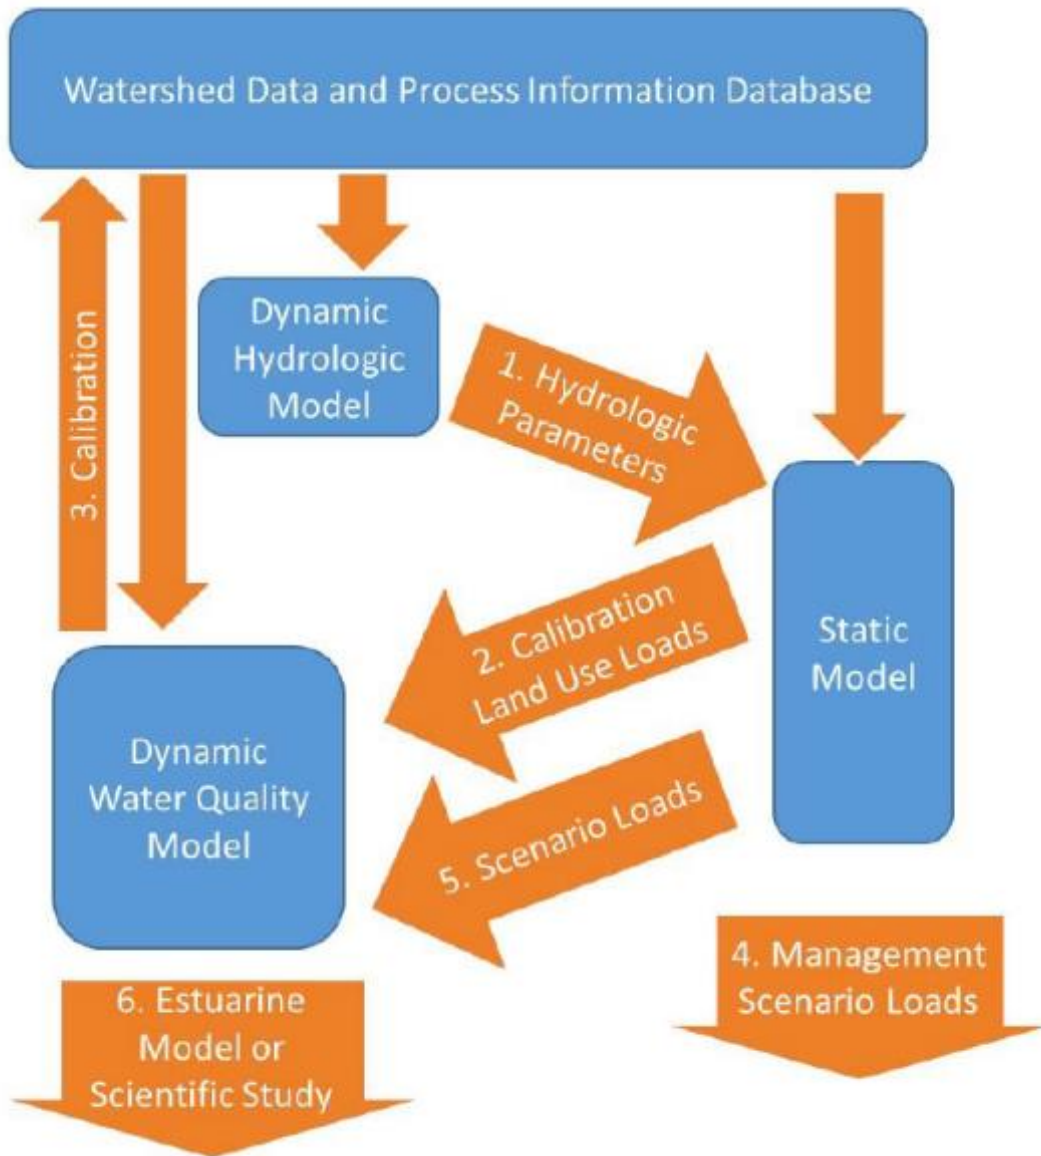 Watershed Data and Process Information Database
Dynamic
Hydrologic
Model
1. Hydrologic
Parameters
3. Calibration
2. Calibration
Land Use Loads
Static
Model
Dynamic
Water Quality
Model
5. Scenario Loads
4. Management
Scenario Loads
6. Estuarine
Model or
Scientific Study